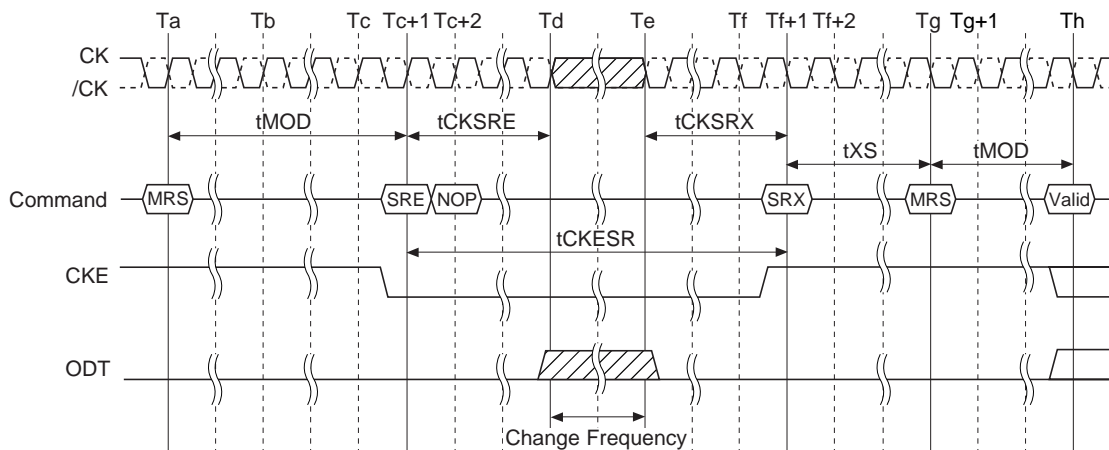 Ta Tb Tc Tc+1 Tc+2 Td Te Tf Tf+1 Tf+2 Tg Tg+1 Th
CK
/CK
tMOD tCKSRE tCKSRX
tXS tMOD
Command MRS SRE NOP SRX MRS Valid
tCKESR
CKE
ODT
Change Frequency